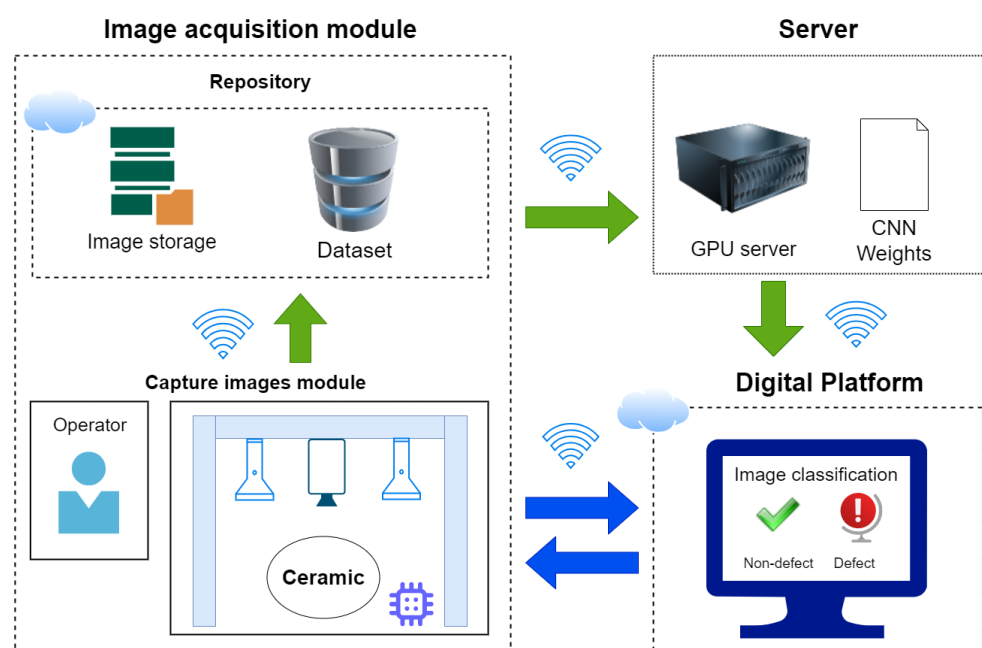 Image acquisition module
Server
Repository
Image storage
Dataset
GPU server
CNN
Weights
Capture images module
Digital Platform
Operator
Image classification
Non-defect
Defect
Ceramic